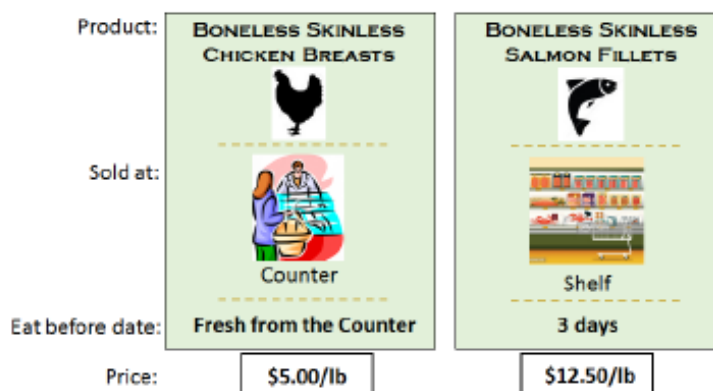 Product:
BONELESS SKINLESS
CHICKEN BREASTS
BONELESS SKINLESS
SALMON FILLETS
Sold at:
Counter
Shelf
Eat before date:
Fresh from the Counter
3 days
Price:
$5.00/lb
$12.50/lb